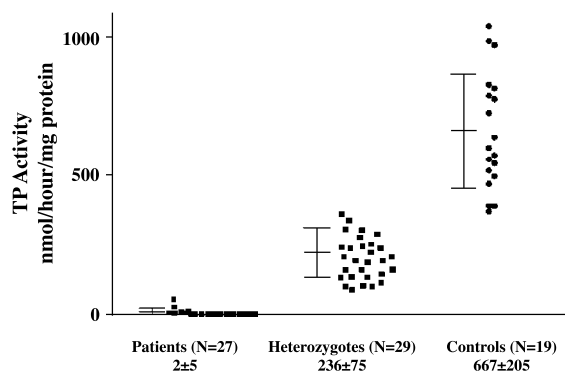 TP Activity
nmol/hour/mg protein
1000
500
0
Patients (N=27)
2±5
Heterozygotes (N=29)
236±75
Controls (N=19)
667±205